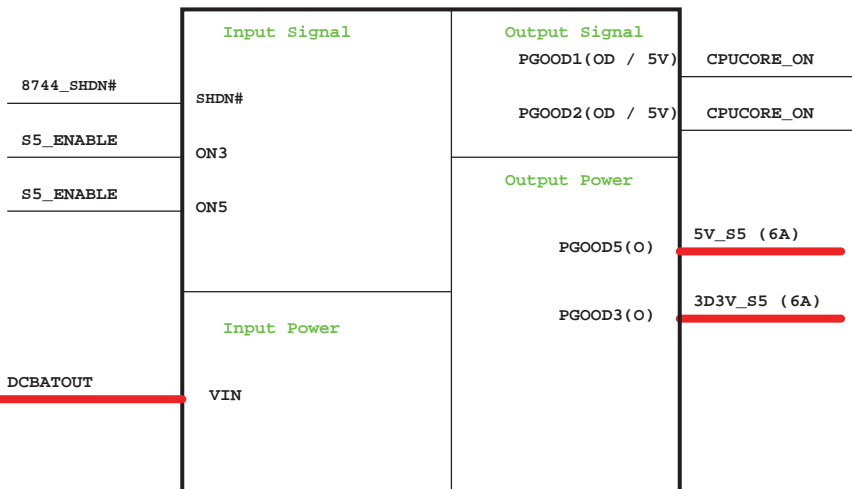 Input Signal
Output Signal
PGOOD1(OD / 5V)
CPUCORE_ON
8744_SHDN#
SHDN#
PGOOD2(OD / 5V)
CPUCORE_ON
S5_ENABLE
ON3
Output Power
S5_ENABLE
ON5
5V_S5 (6A)
PGOOD5(O)
3D3V_S5 (6A)
PGOOD3(O)
Input Power
DCBATOUT
VIN